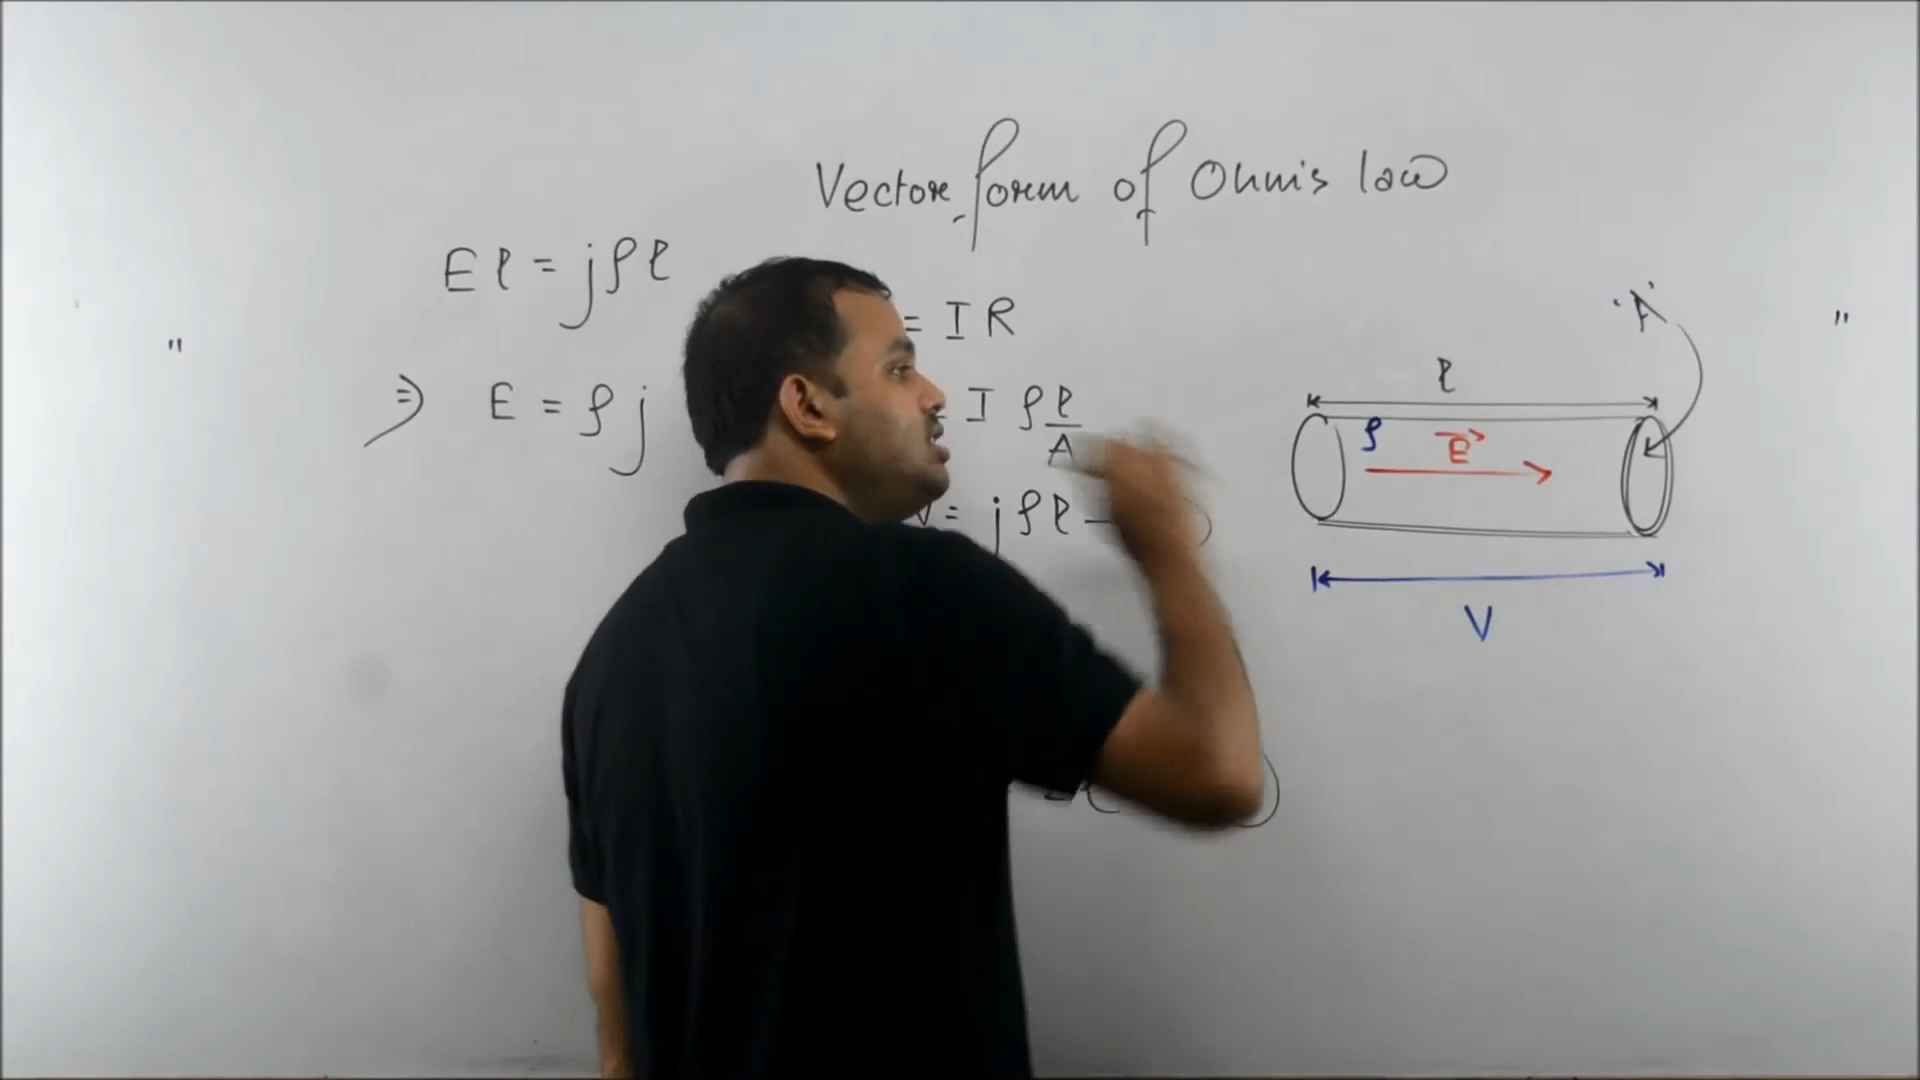 Vector form of Ohm's law
El = jρl
= IR
⇒ E = ρj
= I ρl/A
V = jρl
'A'
l
ρ
E⃗
V